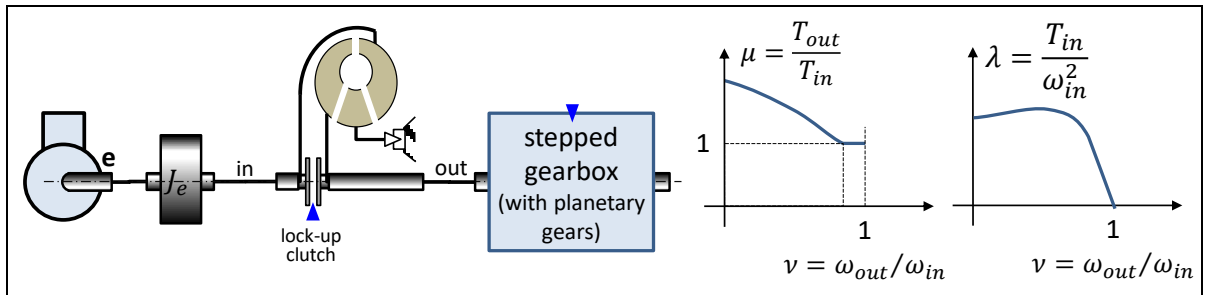 e
J_e
in
lock-up
clutch
out
stepped
gearbox
(with planetary
gears)
μ = T_out/T_in
1
1
ν = ω_out/ω_in
λ = T_in/ω_in^2
1
ν = ω_out/ω_in